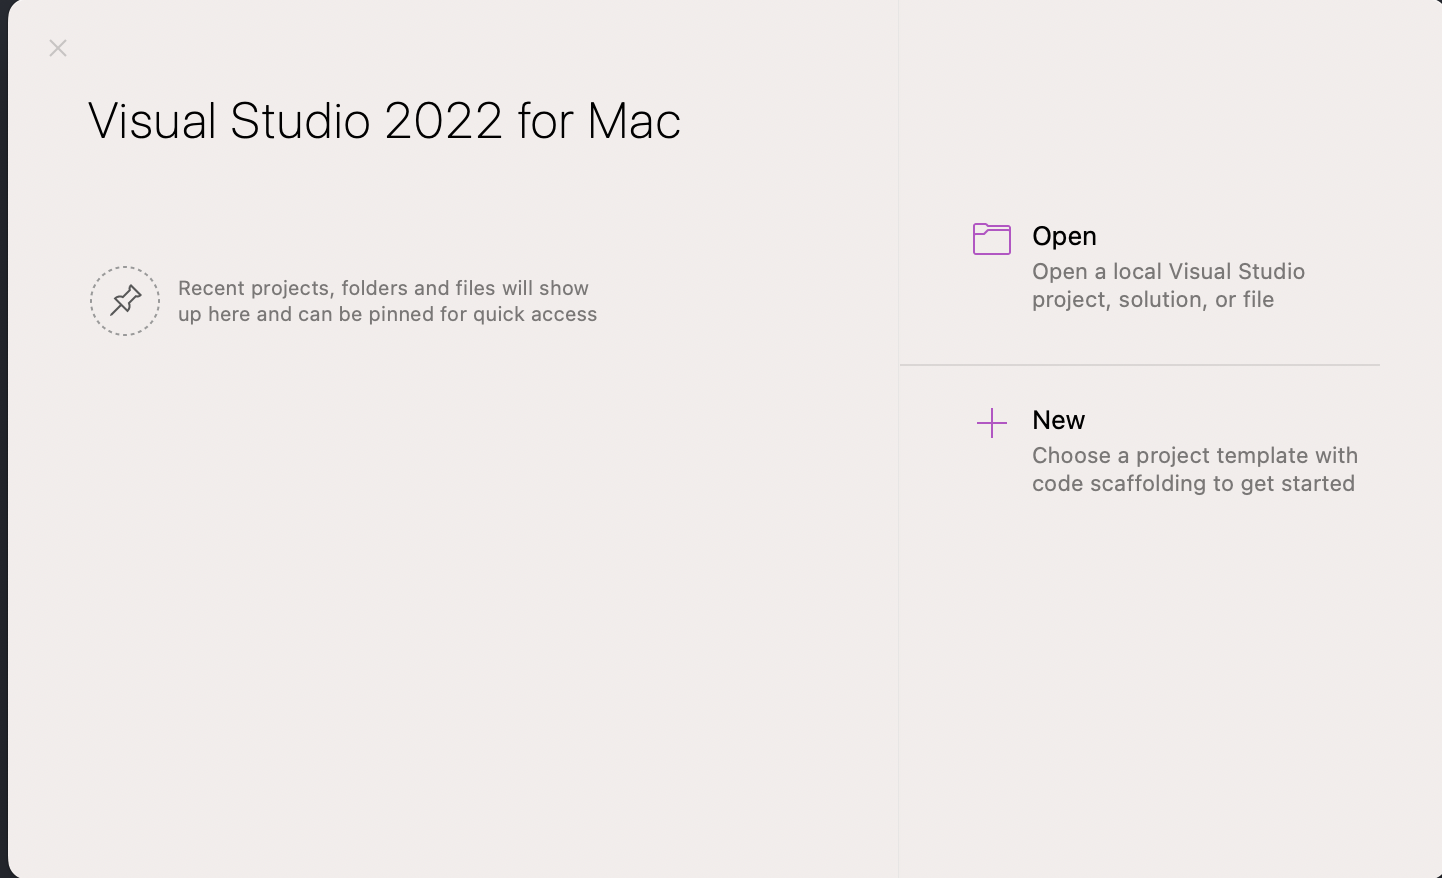 Visual Studio 2022 for Mac
Recent projects, folders and files will show
up here and can be pinned for quick access
Open
Open a local Visual Studio
project, solution, or file
New
Choose a project template with
code scaffolding to get started